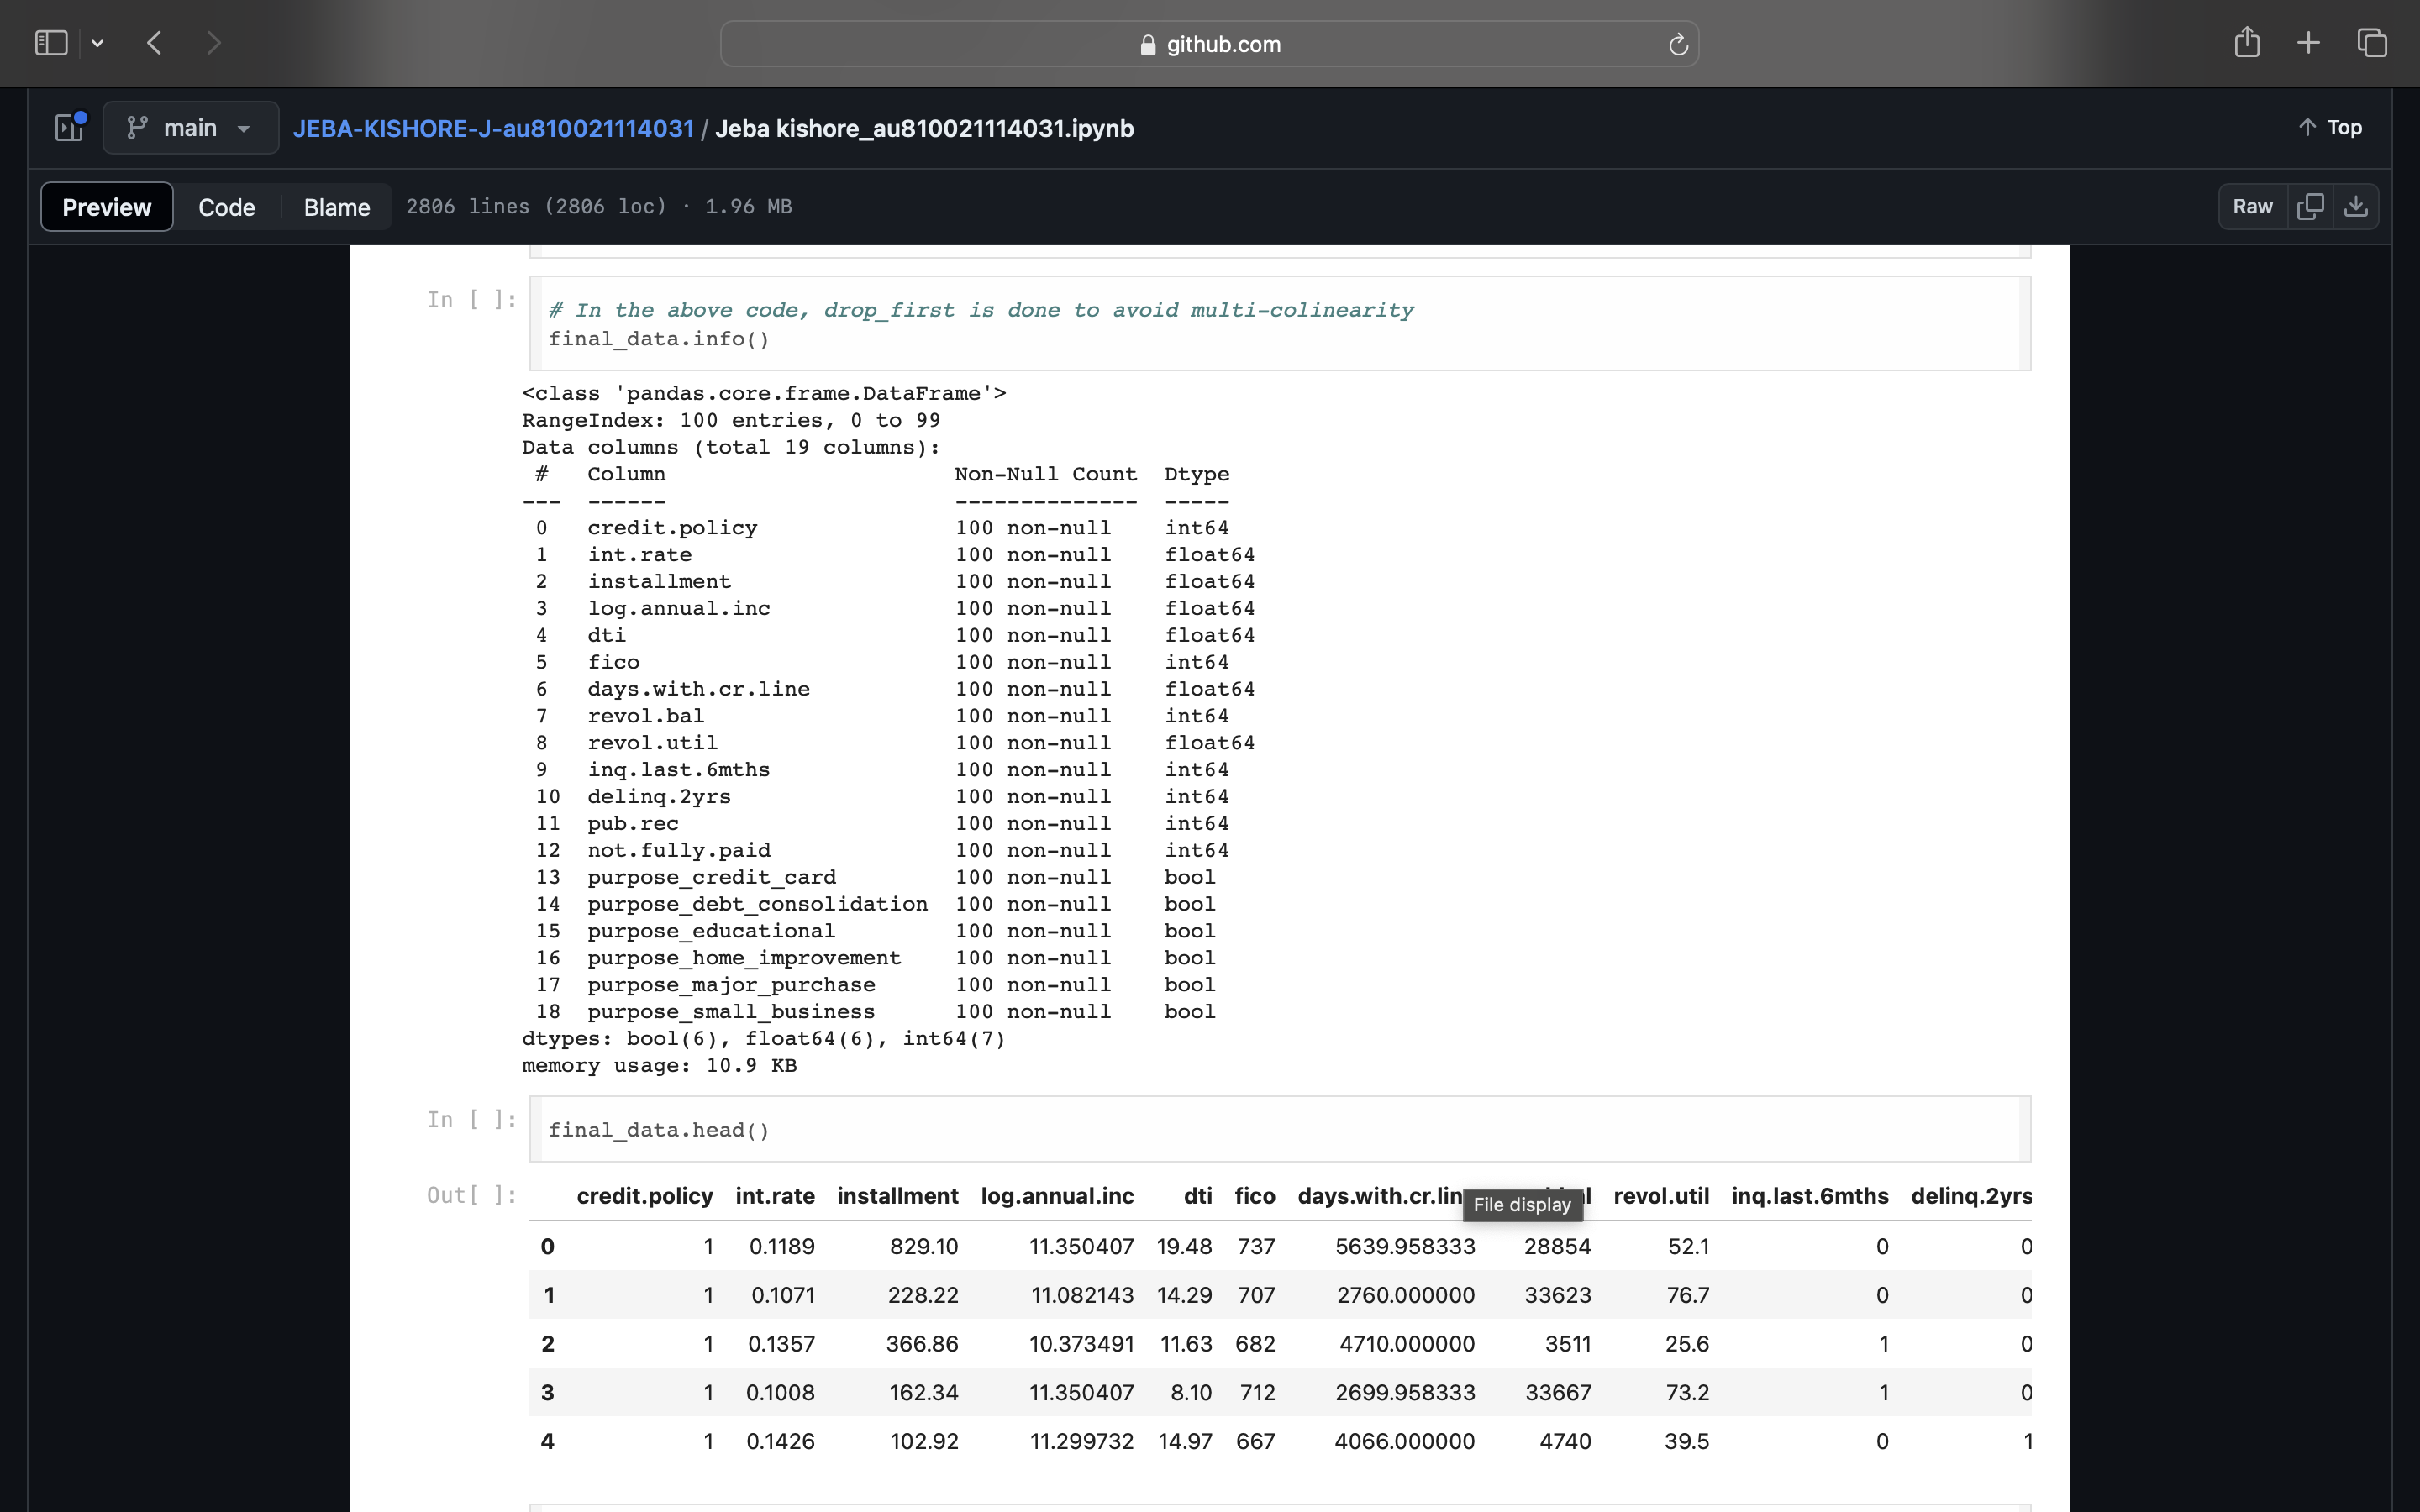 github.com
main JEBA-KISHORE-J-au810021114031 / Jeba kishore_au810021114031.ipynb Top
Preview Code Blame 2806 lines (2806 loc) · 1.96 MB Raw
In [ ]: # In the above code, drop_first is done to avoid multi-colinearity
final_data.info()
<class 'pandas.core.frame.DataFrame'>
RangeIndex: 100 entries, 0 to 99
Data columns (total 19 columns):
# Column Non-Null Count Dtype
--- ------ -------------- -----
0 credit.policy 100 non-null int64
1 int.rate 100 non-null float64
2 installment 100 non-null float64
3 log.annual.inc 100 non-null float64
4 dti 100 non-null float64
5 fico 100 non-null int64
6 days.with.cr.line 100 non-null float64
7 revol.bal 100 non-null int64
8 revol.util 100 non-null float64
9 inq.last.6mths 100 non-null int64
10 delinq.2yrs 100 non-null int64
11 pub.rec 100 non-null int64
12 not.fully.paid 100 non-null int64
13 purpose_credit_card 100 non-null bool
14 purpose_debt_consolidation 100 non-null bool
15 purpose_educational 100 non-null bool
16 purpose_home_improvement 100 non-null bool
17 purpose_major_purchase 100 non-null bool
18 purpose_small_business 100 non-null bool
dtypes: bool(6), float64(6), int64(7)
memory usage: 10.9 KB
In [ ]: final_data.head()
Out[ ]: credit.policy int.rate installment log.annual.inc dti fico days.with.cr.lin File display revol.util inq.last.6mths delinq.2yrs
0 1 0.1189 829.10 11.350407 19.48 737 5639.958333 28854 52.1 0 0
1 1 0.1071 228.22 11.082143 14.29 707 2760.000000 33623 76.7 0 0
2 1 0.1357 366.86 10.373491 11.63 682 4710.000000 3511 25.6 1 0
3 1 0.1008 162.34 11.350407 8.10 712 2699.958333 33667 73.2 1 0
4 1 0.1426 102.92 11.299732 14.97 667 4066.000000 4740 39.5 0 1